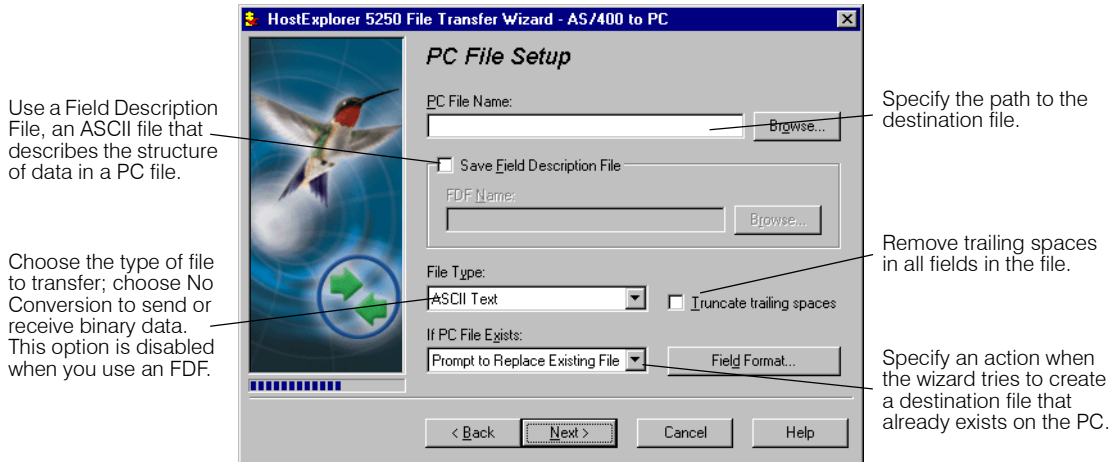 HostExplorer 5250 File Transfer Wizard - AS/400 to PC
PC File Setup
Use a Field Description
File, an ASCII file that
describes the structure
of data in a PC file.
PC File Name:
Browse...
Specify the path to the
destination file.
Save Field Description File
FDF Name:
Browse...
Choose the type of file
to transfer; choose No
Conversion to send or
receive binary data.
This option is disabled
when you use an FDF.
File Type:
ASCII Text
Truncate trailing spaces
Remove trailing spaces
in all fields in the file.
If PC File Exists:
Prompt to Replace Existing File
Field Format...
Specify an action when
the wizard tries to create
a destination file that
already exists on the PC.
< Back
Next >
Cancel
Help